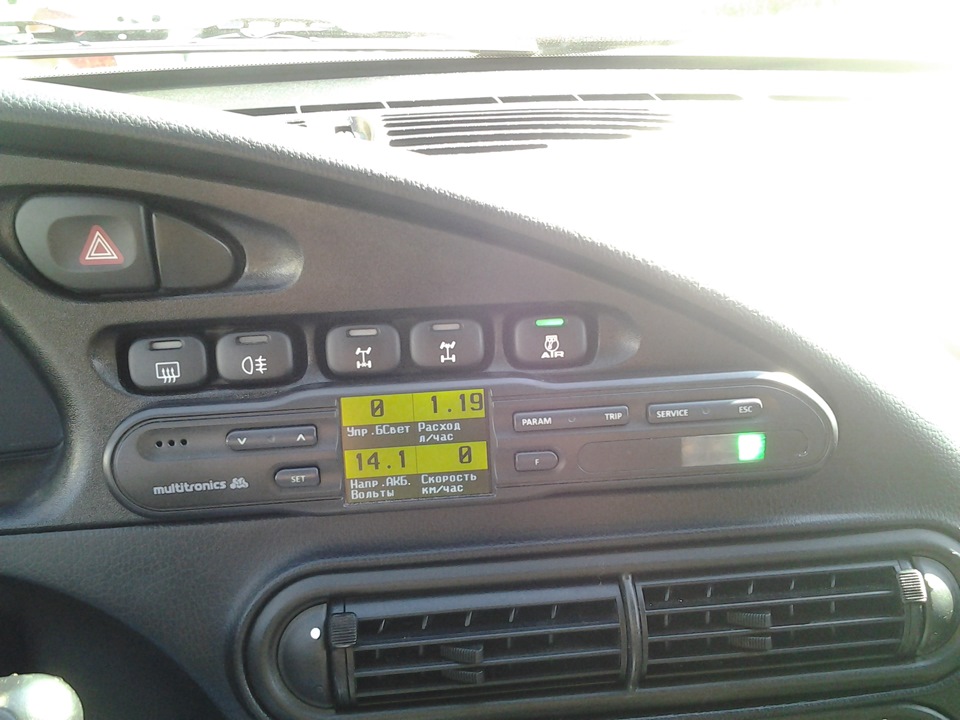 AIR
0 1.19
Упр.БСвет Расход
л/час
14.1 0
Напр.АКБ. Скорость
Вольты км/час
multitronics
SET
PARAM TRIP
SERVICE ESC
F